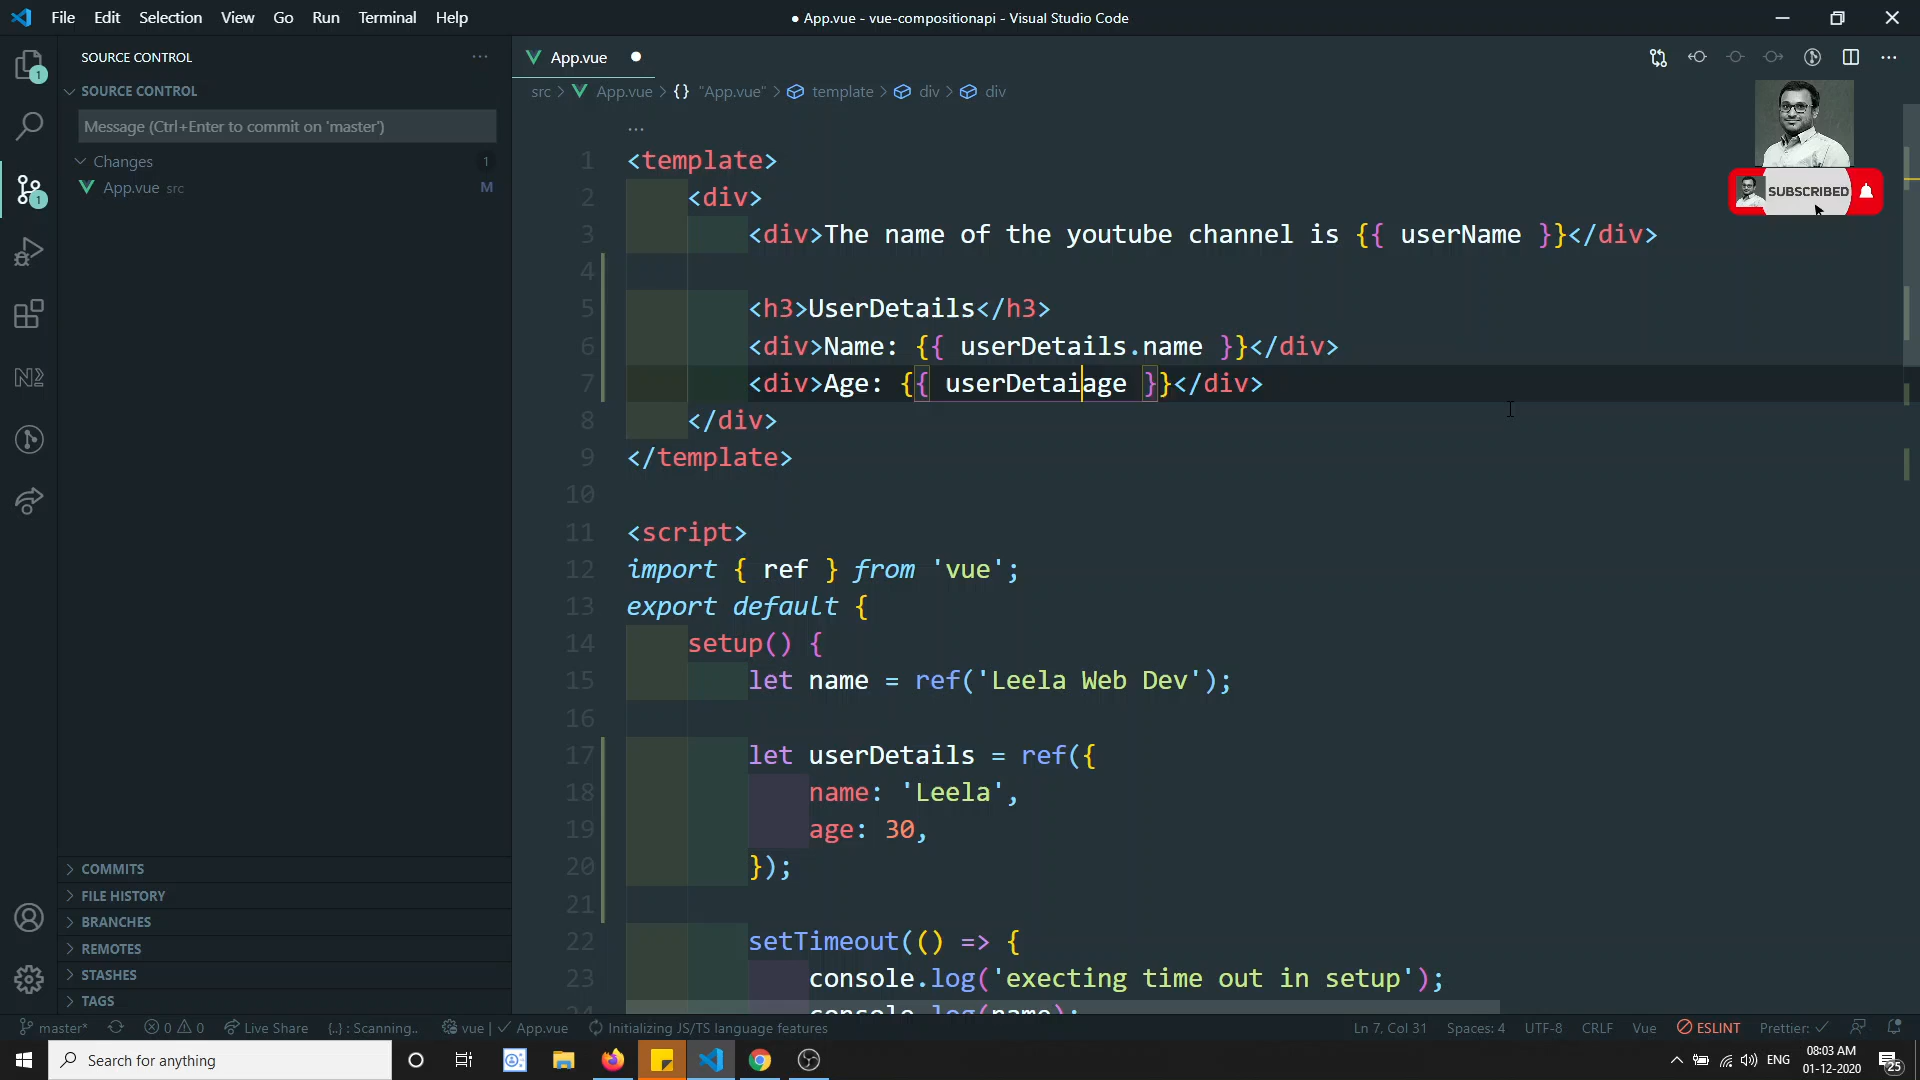 File Edit Selection View Go Run Terminal Help
● App.vue - vue-compositionapi - Visual Studio Code
SOURCE CONTROL
SOURCE CONTROL
Message (Ctrl+Enter to commit on 'master')
Changes 1
App.vue src M
COMMITS
FILE HISTORY
BRANCHES
REMOTES
STASHES
TAGS
1
1
App.vue
src > App.vue > {} "App.vue" > template > div > div
SUBSCRIBED
...
1 <template>
2 <div>
3 <div>The name of the youtube channel is {{ userName }}</div>
4
5 <h3>UserDetails</h3>
6 <div>Name: {{ userDetails.name }}</div>
7 <div>Age: {{ userDetaiage }}</div>
8 </div>
9 </template>
10
11 <script>
12 import { ref } from 'vue';
13 export default {
14 setup() {
15 let name = ref('Leela Web Dev');
16
17 let userDetails = ref({
18 name: 'Leela',
19 age: 30,
20 });
21
22 setTimeout(() => {
23 console.log('execting time out in setup');
24 console.log(name);
master* 0 0 Live Share {..} : Scanning.. vue | App.vue Initializing JS/TS language features
Ln 7, Col 31 Spaces: 4 UTF-8 CRLF Vue ESLINT Prettier: ✓
Search for anything
ENG
08:03 AM
01-12-2020
25